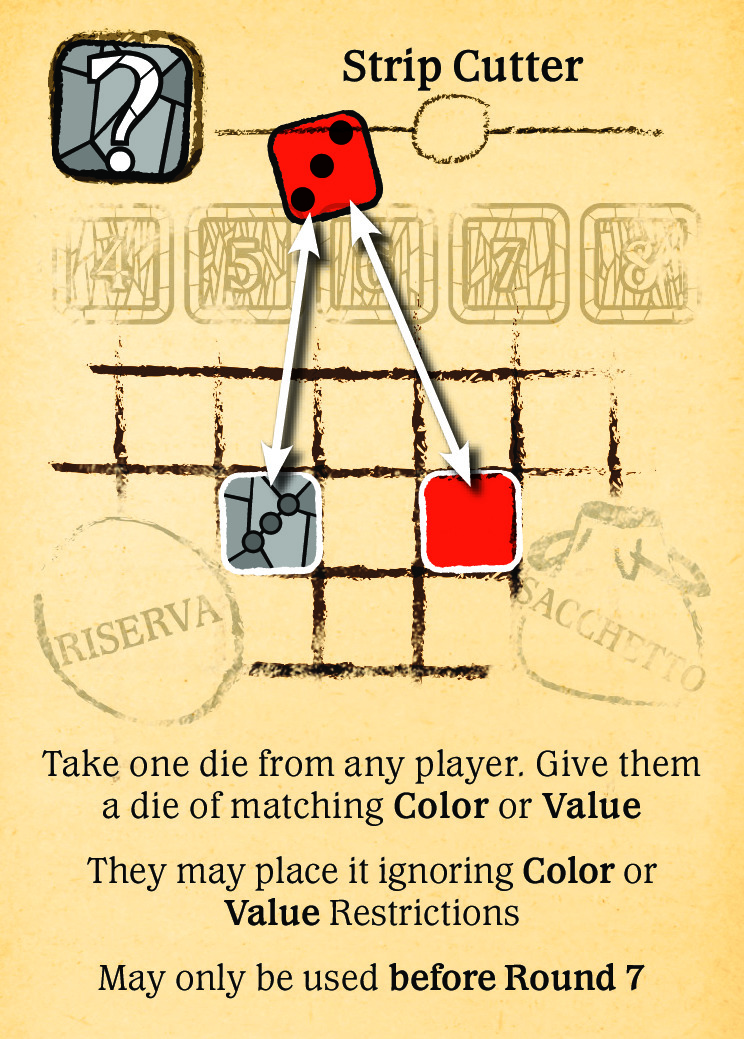 ?
Strip Cutter
4 5 6 7 8
RISERVA
SACCHETTO
Take one die from any player. Give them
a die of matching Color or Value
They may place it ignoring Color or
Value Restrictions
May only be used before Round 7